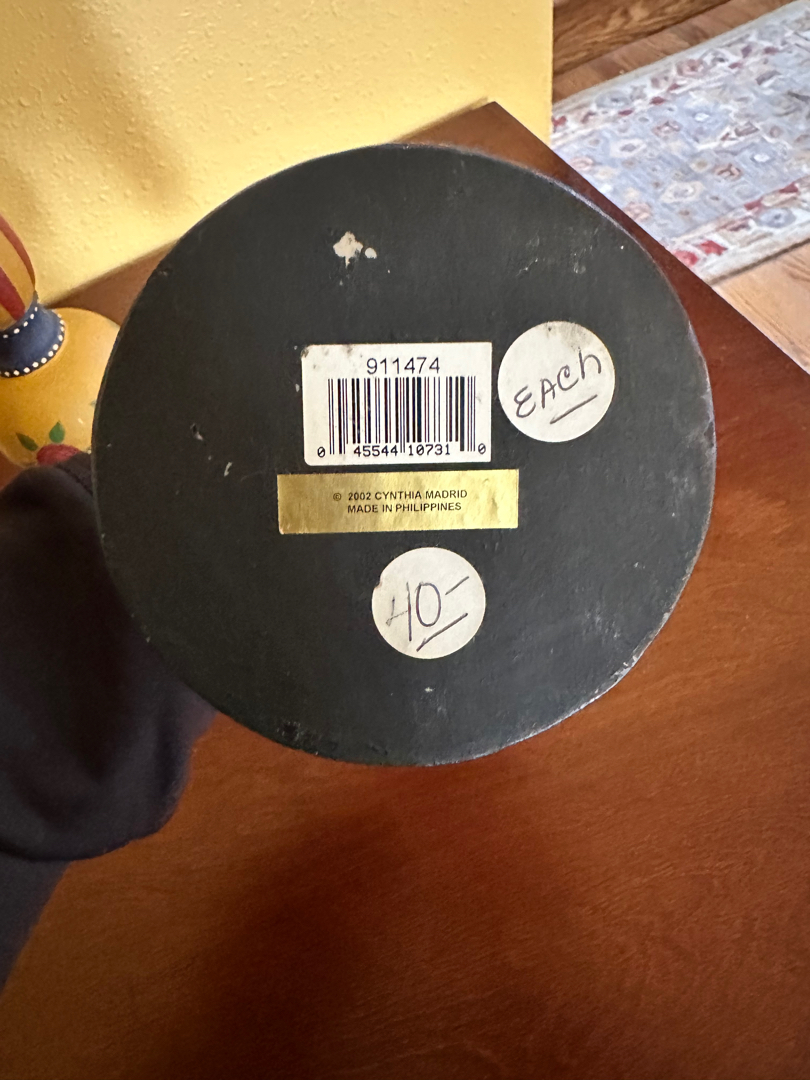 911474
0 45544 10731 0
EACh
© 2002 CYNTHIA MADRID
MADE IN PHILIPPINES
40-